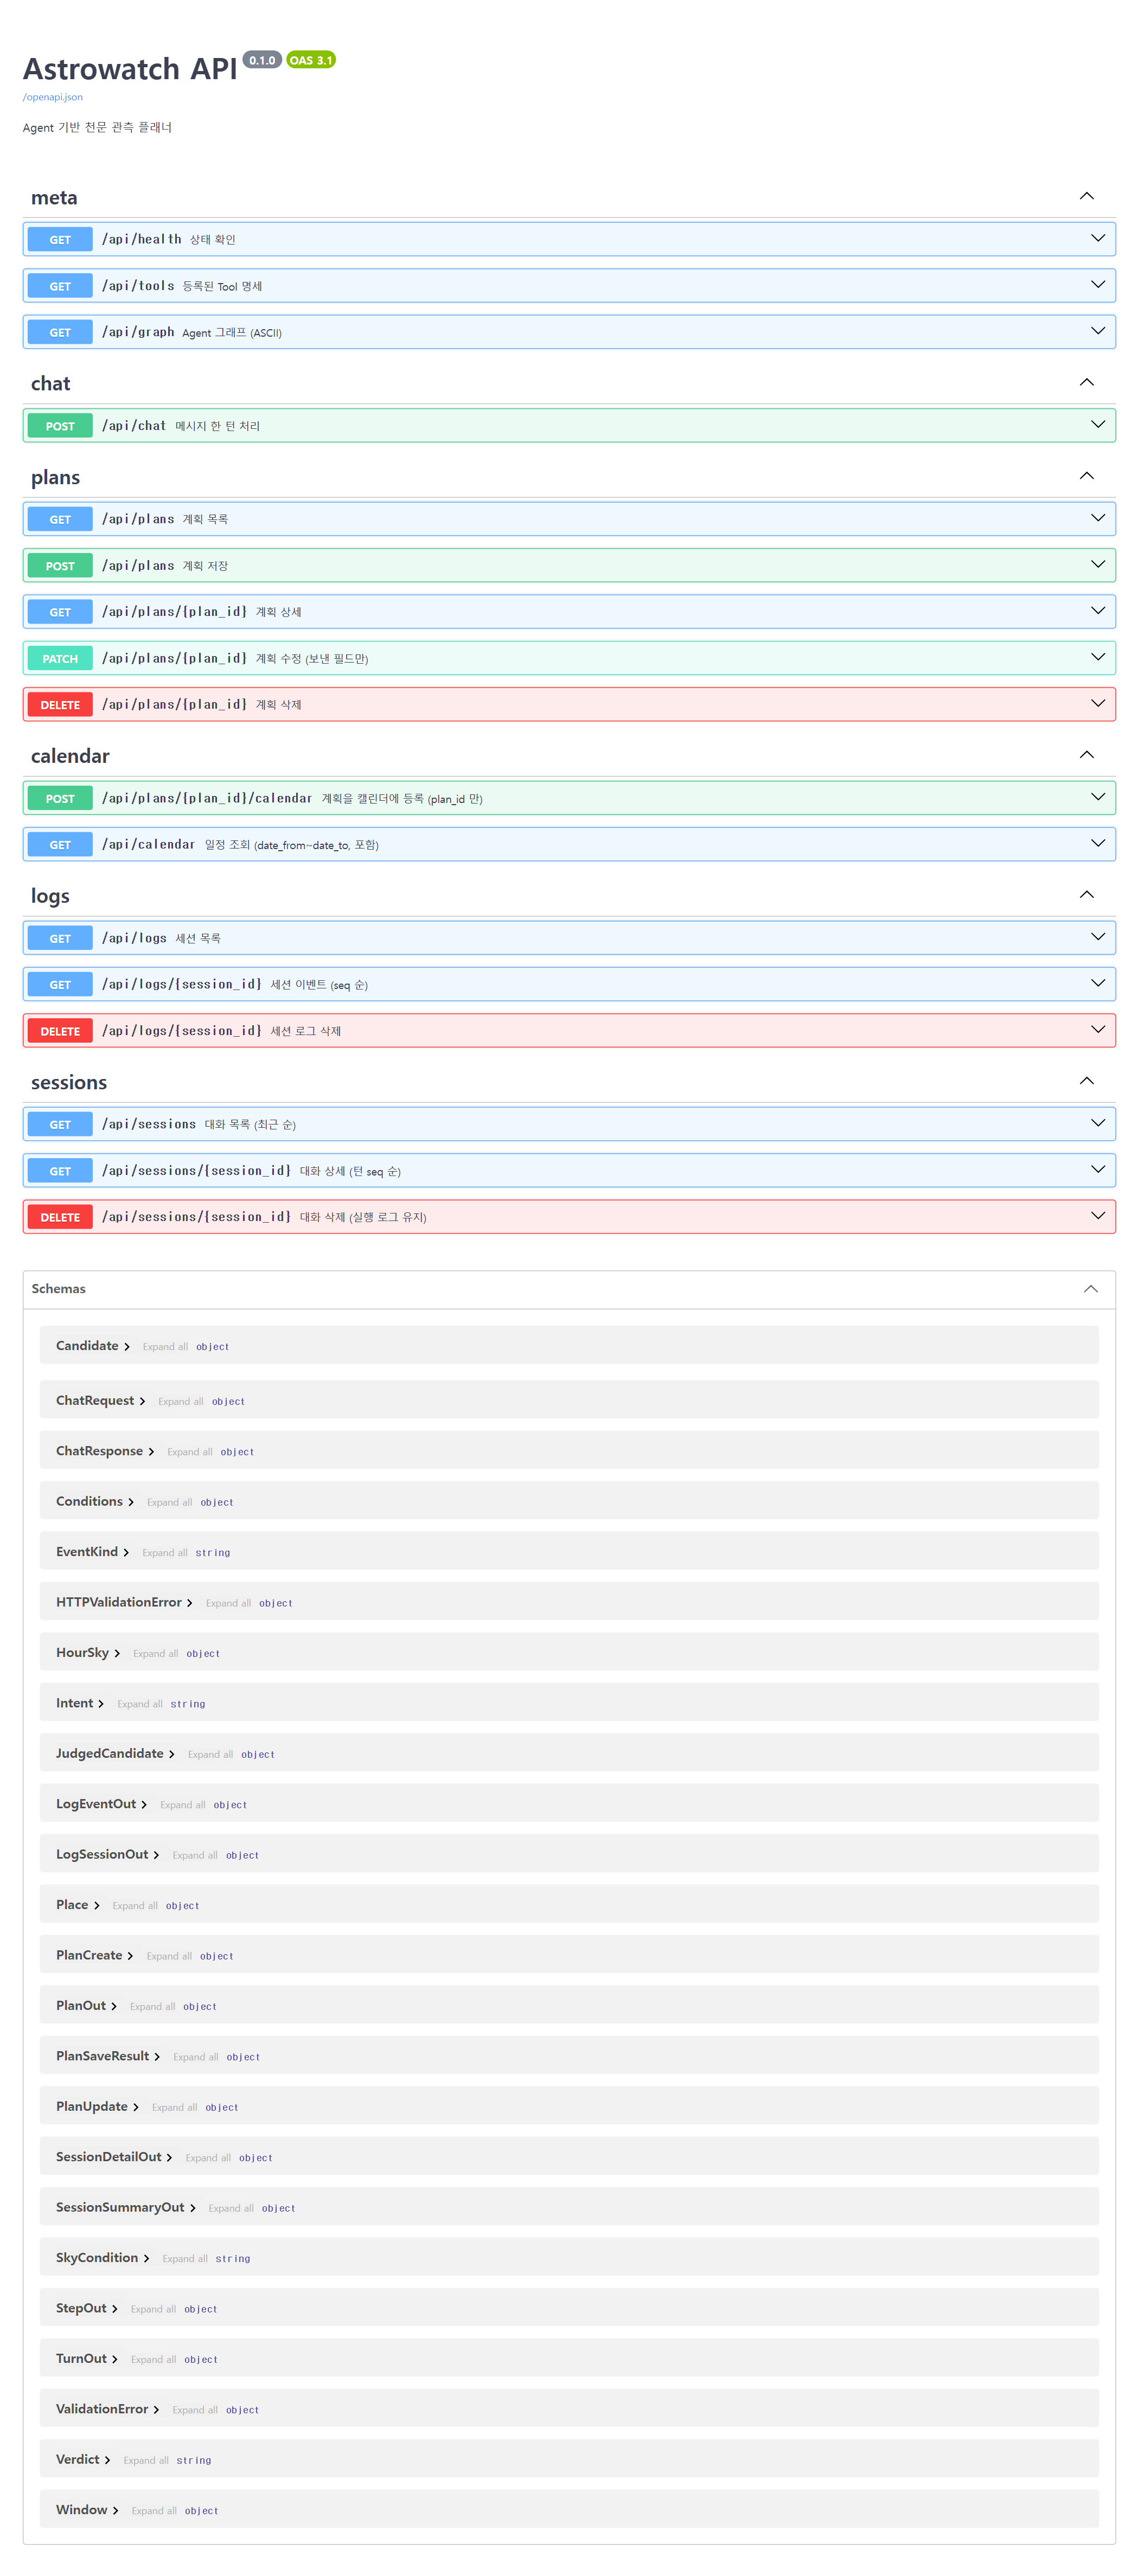 Astrowatch API 0.1.0 OAS 3.1
/openapi.json
Agent 기반 천문 관측 플래너
meta
GET /api/health 상태 확인
GET /api/tools 등록된 Tool 명세
GET /api/graph Agent 그래프 (ASCII)
chat
POST /api/chat 메시지 한 턴 처리
plans
GET /api/plans 계획 목록
POST /api/plans 계획 저장
GET /api/plans/{plan_id} 계획 상세
PATCH /api/plans/{plan_id} 계획 수정 (보낸 필드만)
DELETE /api/plans/{plan_id} 계획 삭제
calendar
POST /api/plans/{plan_id}/calendar 계획을 캘린더에 등록 (plan_id 만)
GET /api/calendar 일정 조회 (date_from~date_to, 포함)
logs
GET /api/logs 세션 목록
GET /api/logs/{session_id} 세션 이벤트 (seq 순)
DELETE /api/logs/{session_id} 세션 로그 삭제
sessions
GET /api/sessions 대화 목록 (최근 순)
GET /api/sessions/{session_id} 대화 상세 (턴 seq 순)
DELETE /api/sessions/{session_id} 대화 삭제 (실행 로그 유지)
Schemas
Candidate Expand all object
ChatRequest Expand all object
ChatResponse Expand all object
Conditions Expand all object
EventKind Expand all string
HTTPValidationError Expand all object
HourSky Expand all object
Intent Expand all string
JudgedCandidate Expand all object
LogEventOut Expand all object
LogSessionOut Expand all object
Place Expand all object
PlanCreate Expand all object
PlanOut Expand all object
PlanSaveResult Expand all object
PlanUpdate Expand all object
SessionDetailOut Expand all object
SessionSummaryOut Expand all object
SkyCondition Expand all string
StepOut Expand all object
TurnOut Expand all object
ValidationError Expand all object
Verdict Expand all string
Window Expand all object